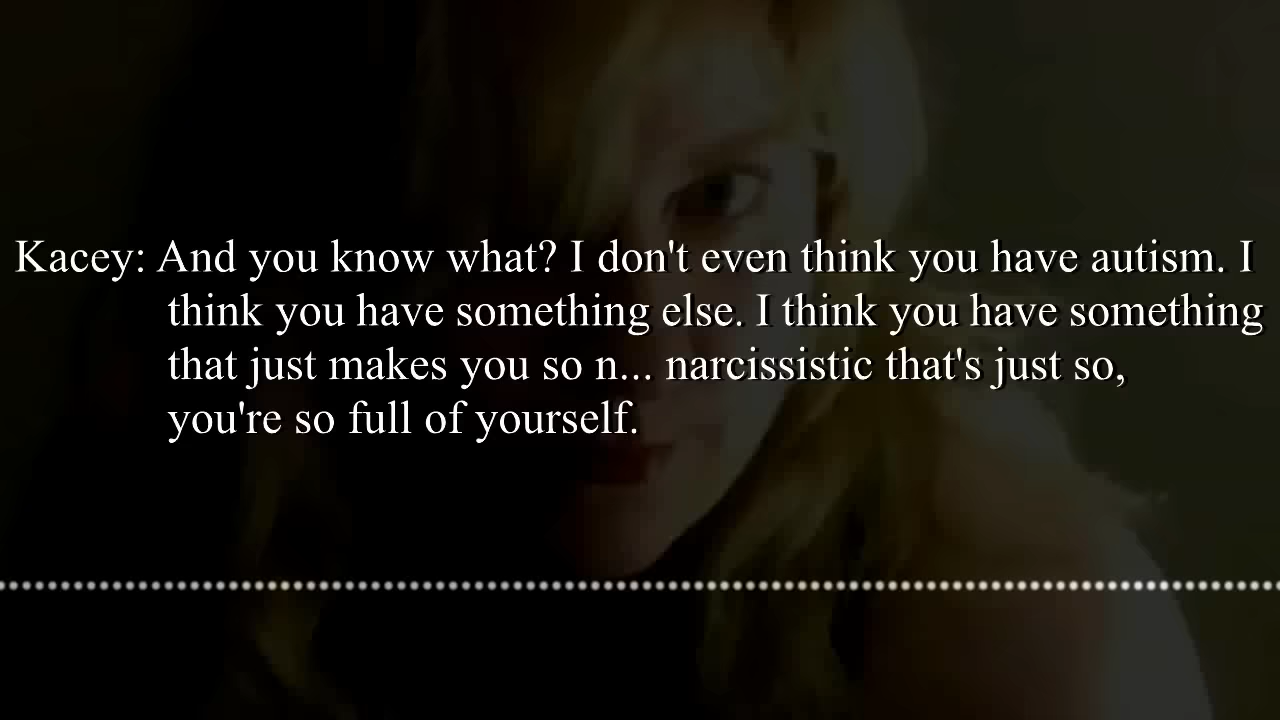 Kacey: And you know what? I don't even think you have autism. I
think you have something else. I think you have something
that just makes you so n... narcissistic that's just so,
you're so full of yourself.